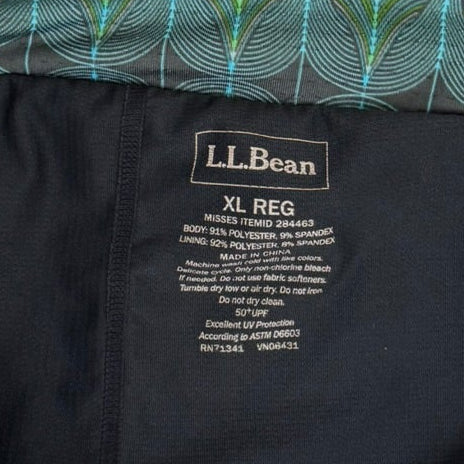 L.L.Bean
XL REG
MISSES ITEMID 284463
BODY: 91% POLYESTER, 9% SPANDEX
LINING: 92% POLYESTER, 8% SPANDEX
MADE IN CHINA
Machine wash cold with like colors.
Delicate cycle. Only non-chlorine bleach
if needed. Do not use fabric softeners.
Tumble dry low or air dry. Do not iron
Do not dry clean.
50+UPF
Excellent UV Protection
According to ASTM D6603
RN71341 VN06431